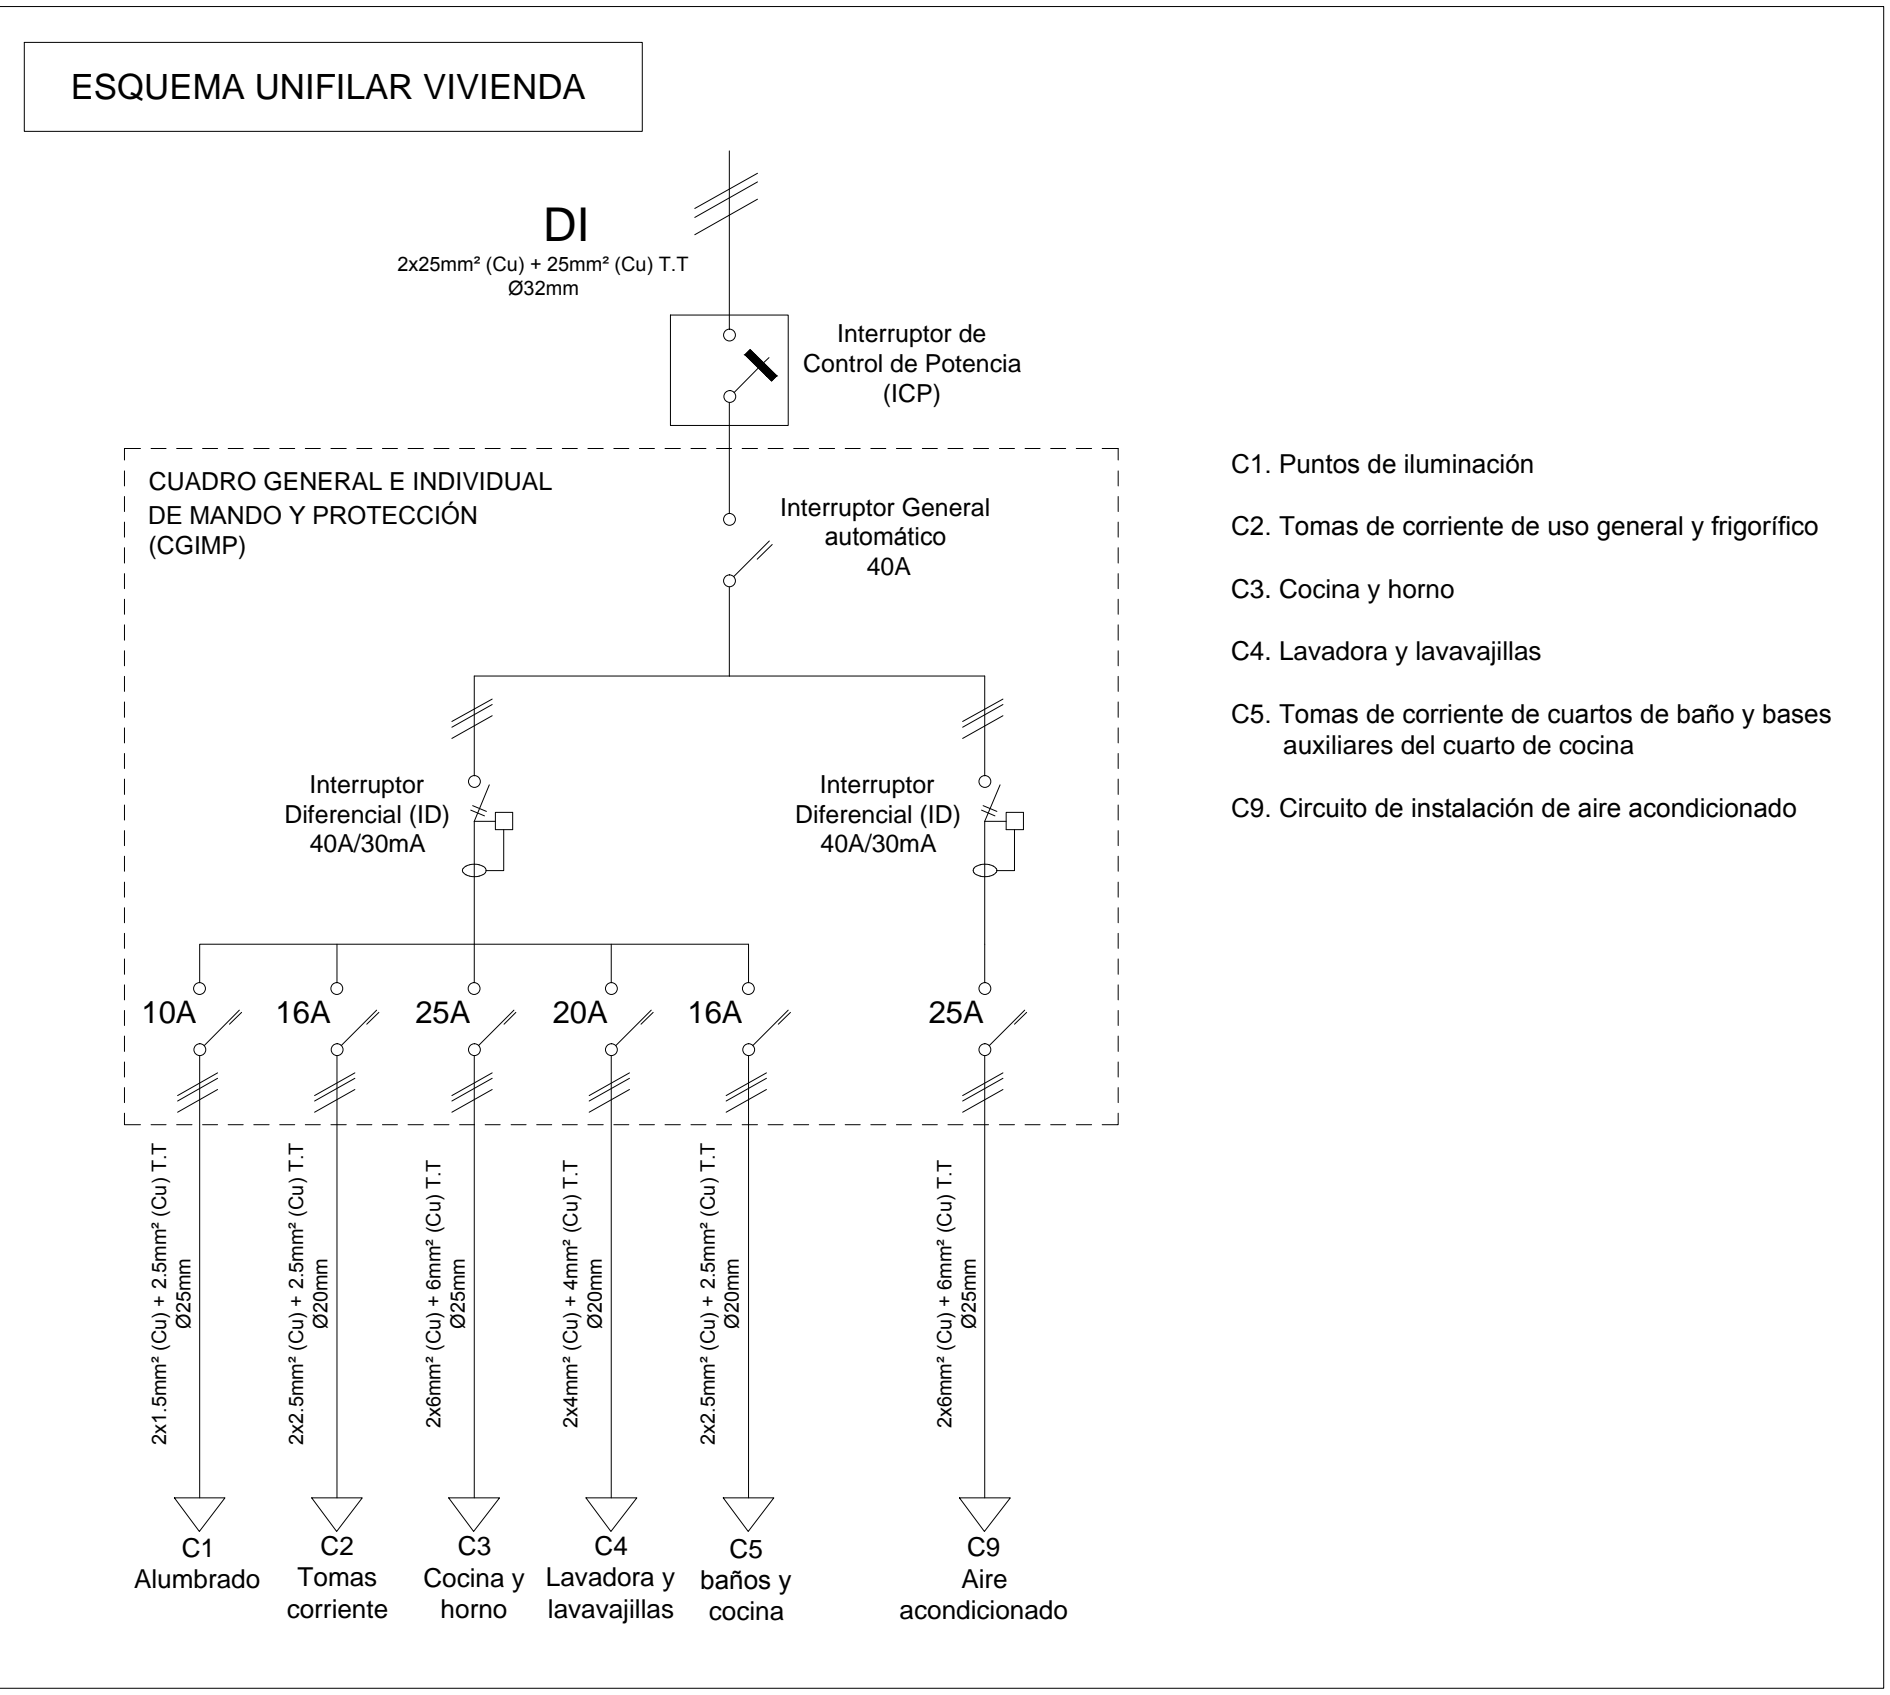 ESQUEMA UNIFILAR VIVIENDA
DI
2x25mm² (Cu) + 25mm² (Cu) T.T
Ø32mm
Interruptor de
Control de Potencia
(ICP)
CUADRO GENERAL E INDIVIDUAL
DE MANDO Y PROTECCIÓN
(CGIMP)
Interruptor General
automático
40A
C1. Puntos de iluminación
C2. Tomas de corriente de uso general y frigorífico
C3. Cocina y horno
C4. Lavadora y lavavajillas
C5. Tomas de corriente de cuartos de baño y bases
auxiliares del cuarto de cocina
C9. Circuito de instalación de aire acondicionado
Interruptor
Diferencial (ID)
40A/30mA
Interruptor
Diferencial (ID)
40A/30mA
10A
16A
25A
20A
16A
25A
2x1.5mm² (Cu) + 2.5mm² (Cu) T.T
Ø25mm
2x2.5mm² (Cu) + 2.5mm² (Cu) T.T
Ø20mm
2x6mm² (Cu) + 6mm² (Cu) T.T
Ø25mm
2x4mm² (Cu) + 4mm² (Cu) T.T
Ø20mm
2x2.5mm² (Cu) + 2.5mm² (Cu) T.T
Ø20mm
2x6mm² (Cu) + 6mm² (Cu) T.T
Ø25mm
C1
Alumbrado
C2
Tomas
corriente
C3
Cocina y
horno
C4
Lavadora y
lavavajillas
C5
baños y
cocina
C9
Aire
acondicionado